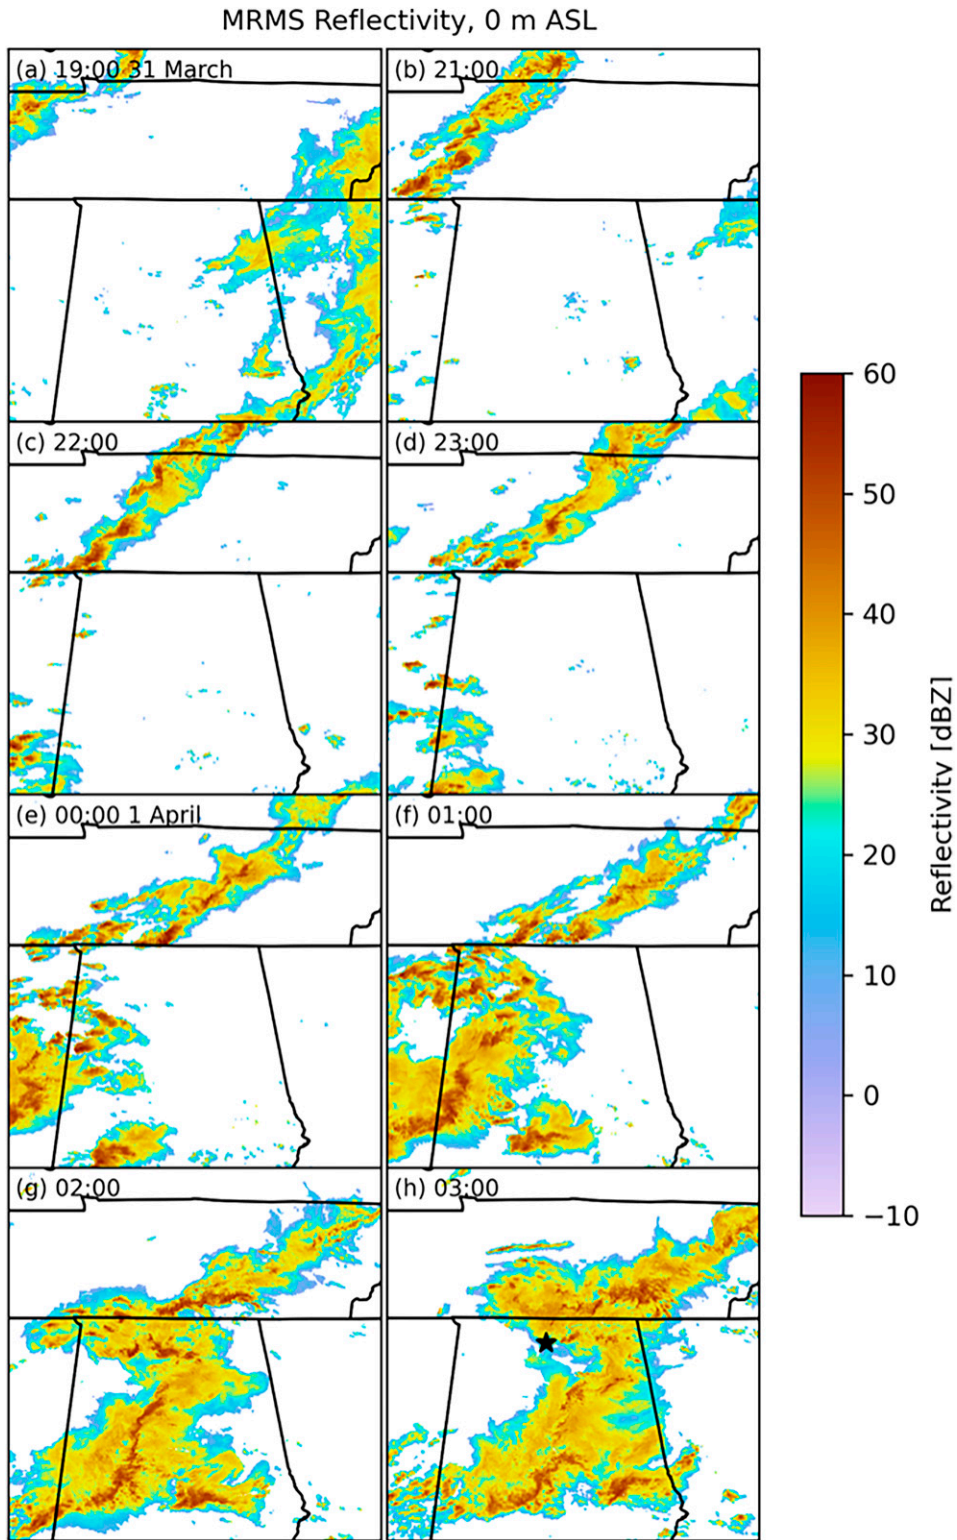 MRMS Reflectivity, 0 m ASL
(a) 19:00 31 March
(b) 21:00
(c) 22:00
(d) 23:00
(e) 00:00 1 April
(f) 01:00
(g) 02:00
(h) 03:00
60
50
40
30
20
10
0
−10
Reflectivity [dBZ]